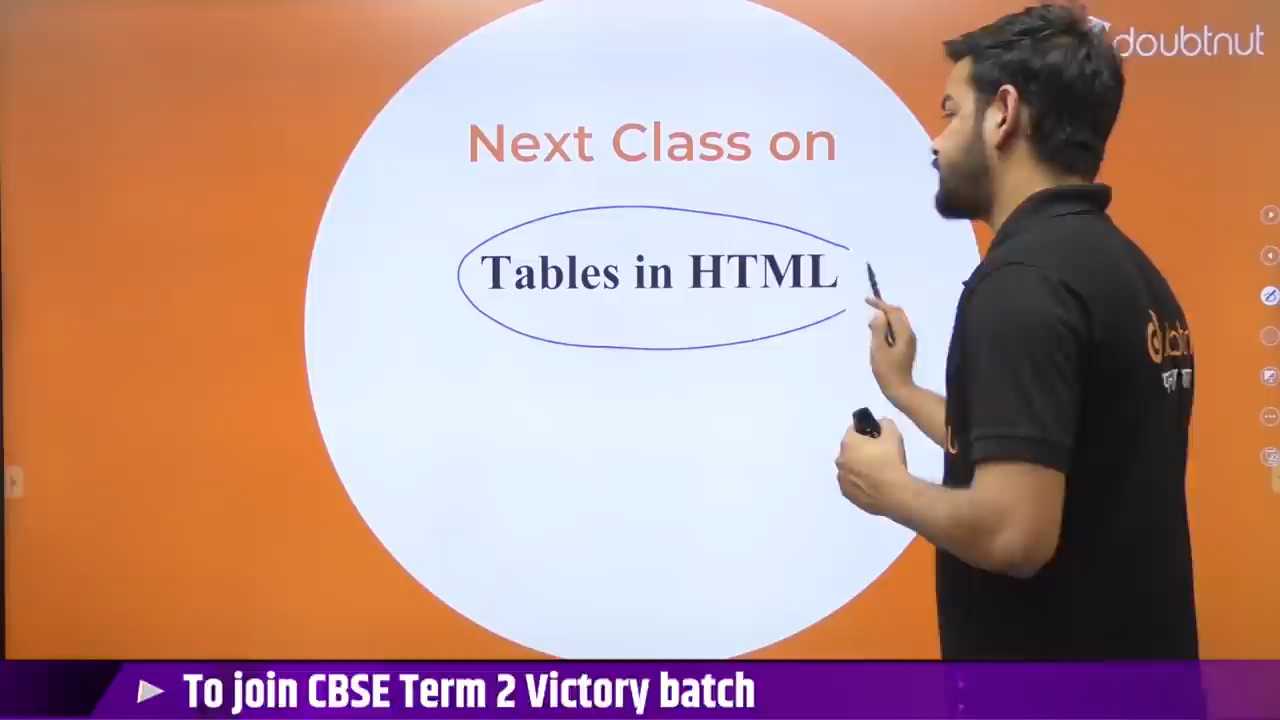 doubtnut
Next Class on
Tables in HTML
To join CBSE Term 2 Victory batch